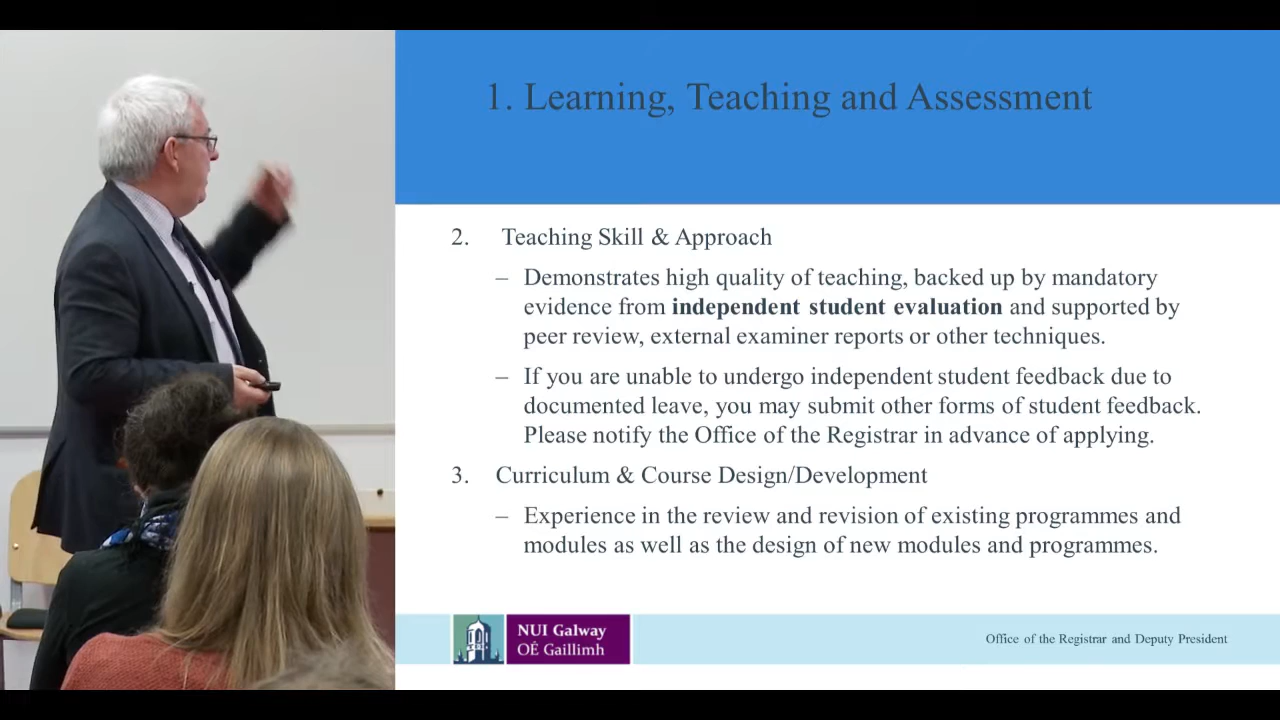 1. Learning, Teaching and Assessment
2. Teaching Skill & Approach
– Demonstrates high quality of teaching, backed up by mandatory
evidence from independent student evaluation and supported by
peer review, external examiner reports or other techniques.
– If you are unable to undergo independent student feedback due to
documented leave, you may submit other forms of student feedback.
Please notify the Office of the Registrar in advance of applying.
3. Curriculum & Course Design/Development
– Experience in the review and revision of existing programmes and
modules as well as the design of new modules and programmes.
NUI Galway
OÉ Gaillimh
Office of the Registrar and Deputy President